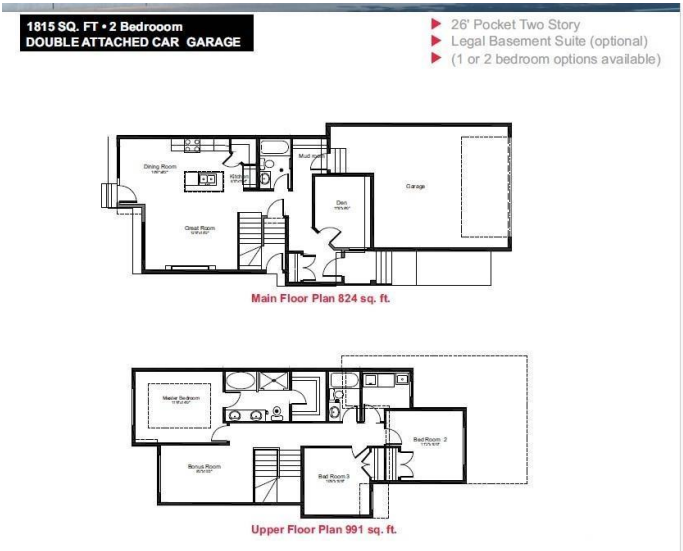 1815 SQ. FT • 2 Bedrooom
DOUBLE ATTACHED CAR GARAGE
26' Pocket Two Story
Legal Basement Suite (optional)
(1 or 2 bedroom options available)
Mud room
Dining Room
Kitchen
Garage
Den
Great Room
Main Floor Plan 824 sq. ft.
Master Bedroom
Bed Room 2
Bonus Room
Bed Room 3
Upper Floor Plan 991 sq. ft.